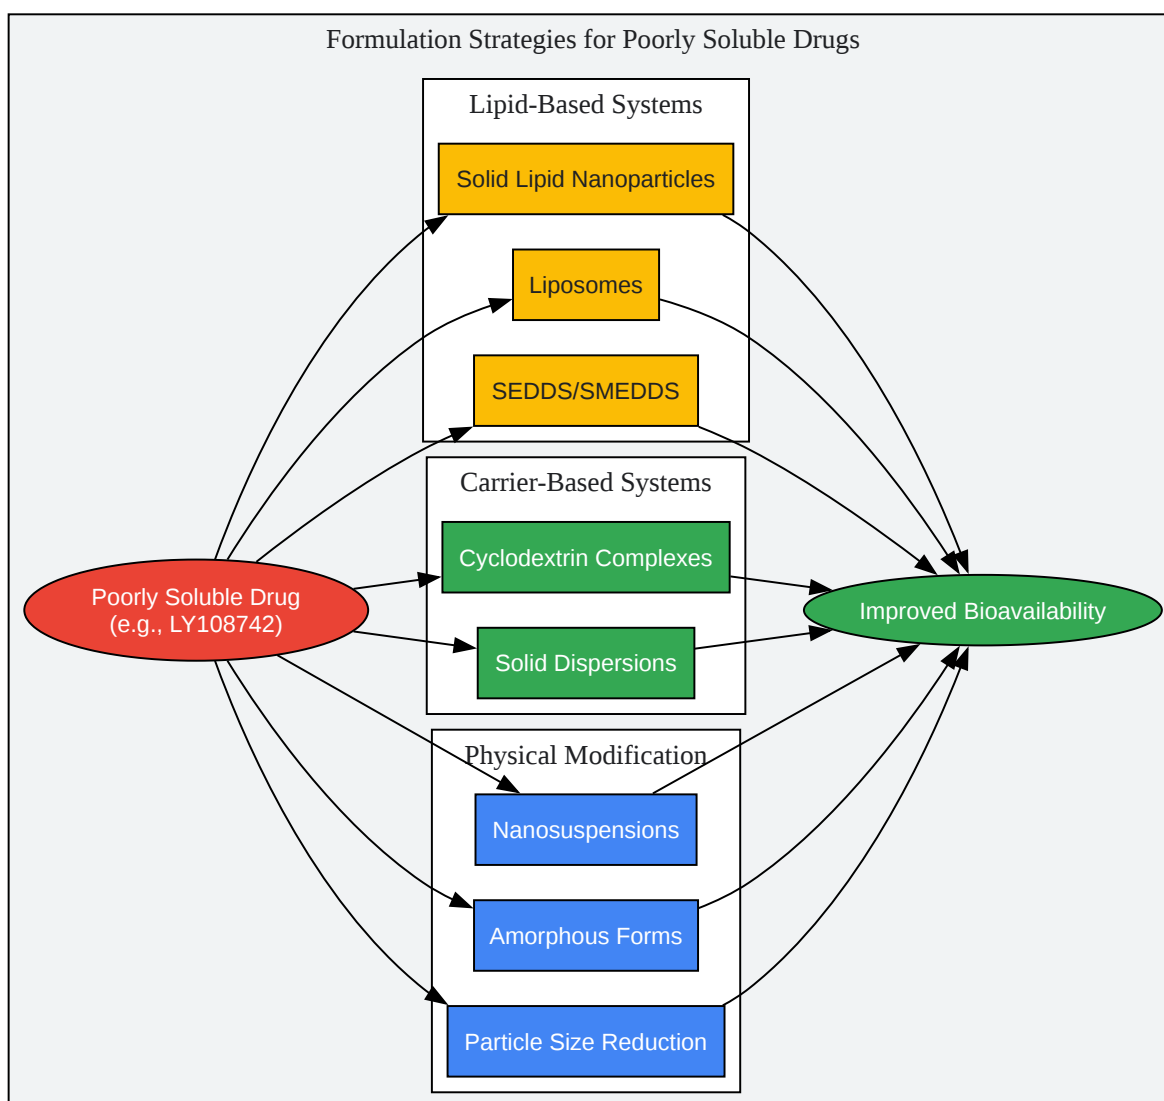 Formulation Strategies for Poorly Soluble Drugs
Lipid-Based Systems
Solid Lipid Nanoparticles
Liposomes
SEDDS/SMEDDS
Carrier-Based Systems
Cyclodextrin Complexes
Poorly Soluble Drug
(e.g., LY108742)
Improved Bioavailability
Solid Dispersions
Physical Modification
Nanosuspensions
Amorphous Forms
Particle Size Reduction